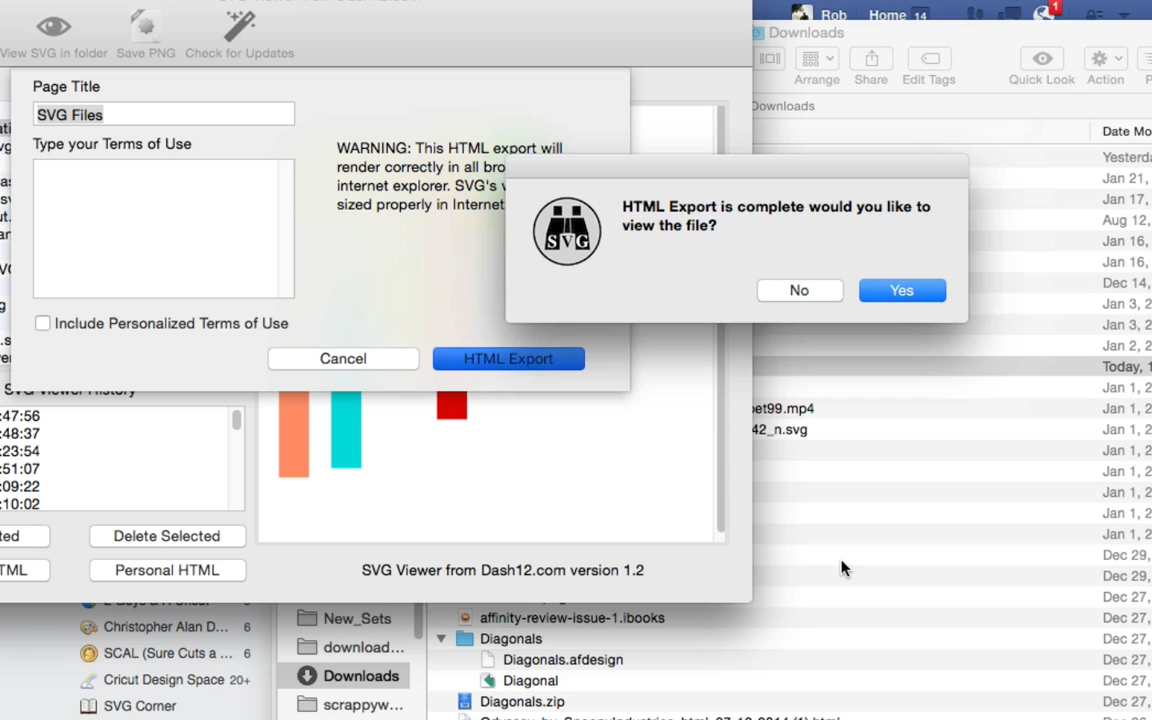 Rob
Home 14
1
View SVG in folder
Save PNG
Check for Updates
Downloads
Arrange
Share
Edit Tags
Quick Look
Action
Downloads
Date Mo
Page Title
SVG Files
Type your Terms of Use
WARNING: This HTML export will
render correctly in all bro
internet explorer. SVG's
sized properly in Internet
Include Personalized Terms of Use
Cancel
HTML Export
SVG
HTML Export is complete would you like to
view the file?
No
Yes
Yesterda
Jan 21,
Jan 17,
Aug 12,
Jan 16,
Jan 16,
Dec 14,
Jan 3, 2
Jan 3, 2
Jan 2, 2
Today, 1
Jan 1, 2
pet99.mp4
Jan 1, 2
42_n.svg
Jan 1, 2
Jan 1, 2
Jan 1, 2
Jan 1, 2
Jan 1, 2
Jan 1, 2
Dec 29,
Dec 29,
Dec 27,
SVG Viewer History
:47:56
:48:37
:23:54
:51:07
:09:22
:10:02
ted
Delete Selected
TML
Personal HTML
SVG Viewer from Dash12.com version 1.2
Christopher Alan D... 6
SCAL (Sure Cuts a ... 6
Cricut Design Space 20+
SVG Corner
New_Sets
download...
Downloads
scrappyw...
affinity-review-issue-1.ibooks
Dec 27,
Diagonals
Dec 27,
Diagonals.afdesign
Dec 27,
Diagonal
Dec 27,
Diagonals.zip
Dec 27,